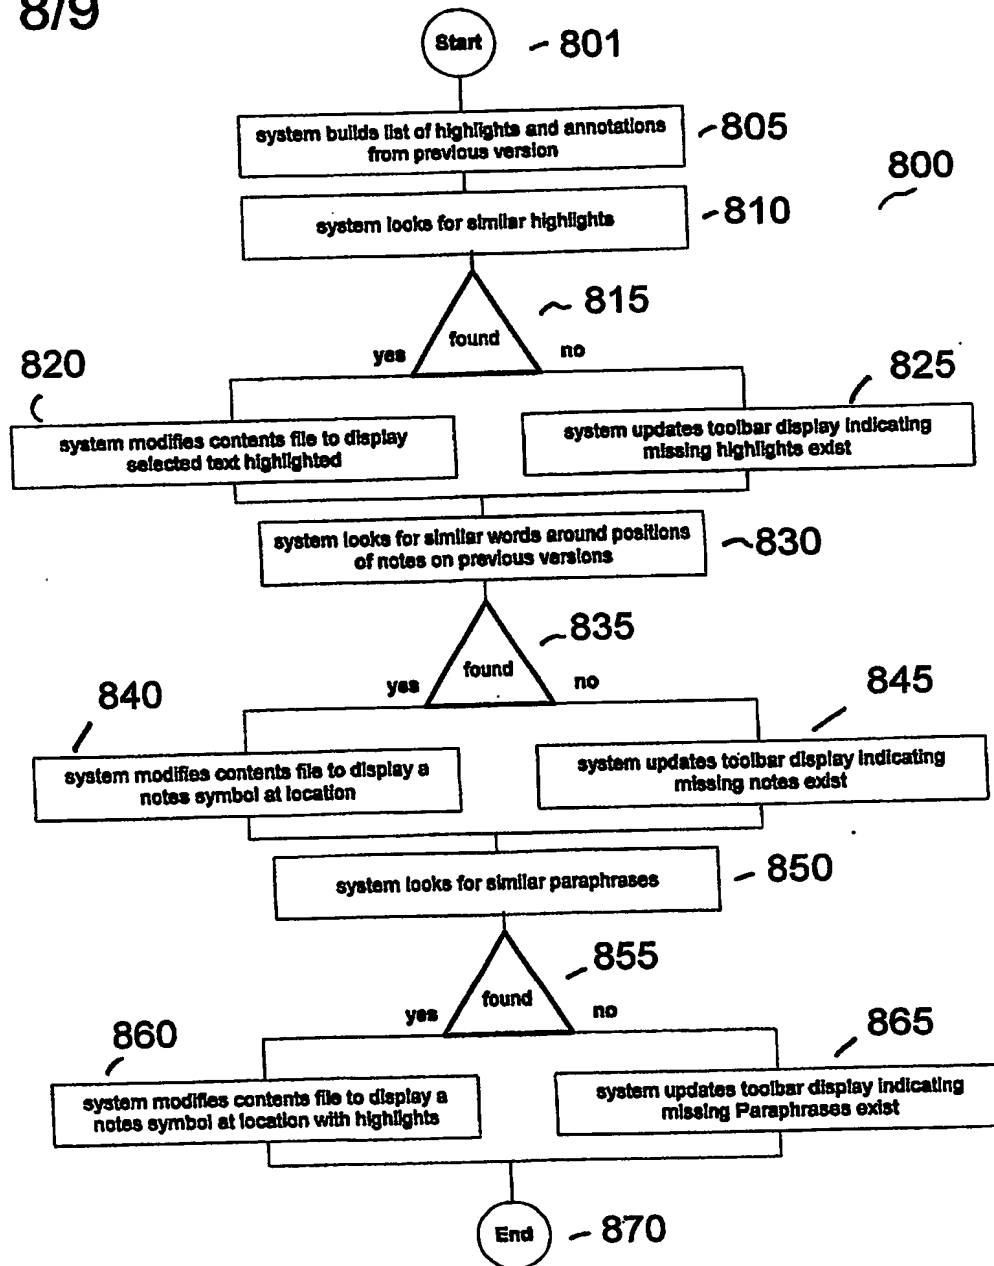 8/9
Start
801
system builds list of highlights and annotations
from previous version
805
800
system looks for similar highlights
810
815
found
yes
no
820
825
system modifies contents file to display
selected text highlighted
system updates toolbar display indicating
missing highlights exist
system looks for similar words around positions
of notes on previous versions
830
835
found
yes
no
840
845
system modifies contents file to display a
notes symbol at location
system updates toolbar display indicating
missing notes exist
system looks for similar paraphrases
850
855
found
yes
no
860
865
system modifies contents file to display a
notes symbol at location with highlights
system updates toolbar display indicating
missing Paraphrases exist
End
870